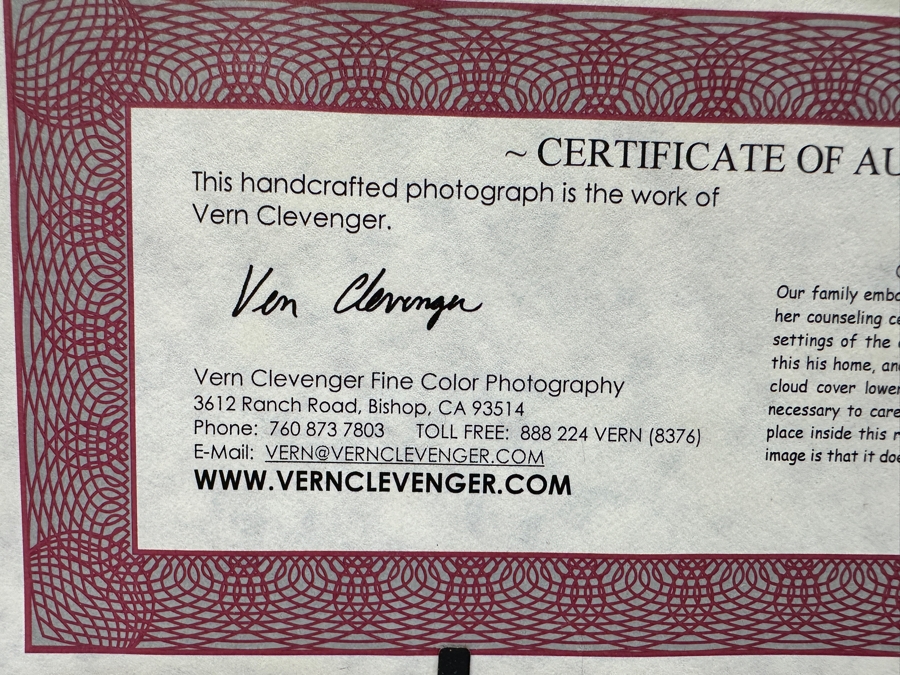 ~ CERTIFICATE OF AU
This handcrafted photograph is the work of
Vern Clevenger.
Vern Clevenger
Vern Clevenger Fine Color Photography
3612 Ranch Road, Bishop, CA 93514
Phone: 760 873 7803 TOLL FREE: 888 224 VERN (8376)
E-Mail: VERN@VERNCLEVENGER.COM
WWW.VERNCLEVENGER.COM
Our family emb
her counseling ce
settings of the
this his home, an
cloud cover lower
necessary to care
place inside this
image is that it doe